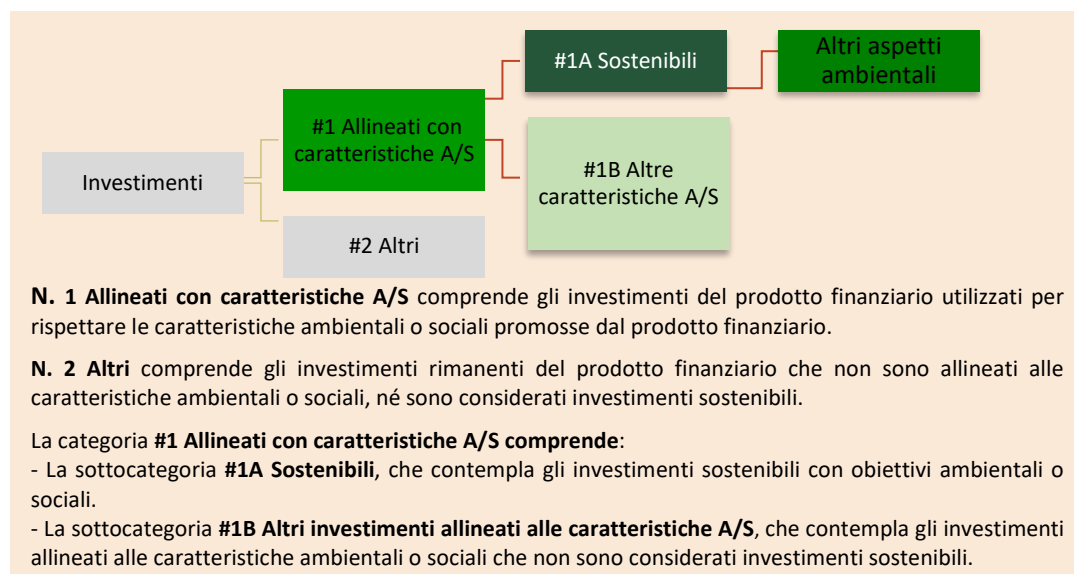 #1A Sostenibili
Altri aspetti
ambientali
#1 Allineati con
caratteristiche A/S
Investimenti
#1B Altre
caratteristiche A/S
#2 Altri
N. 1 Allineati con caratteristiche A/S comprende gli investimenti del prodotto finanziario utilizzati per
rispettare le caratteristiche ambientali o sociali promosse dal prodotto finanziario.
N. 2 Altri comprende gli investimenti rimanenti del prodotto finanziario che non sono allineati alle
caratteristiche ambientali o sociali, né sono considerati investimenti sostenibili.
La categoria #1 Allineati con caratteristiche A/S comprende:
- La sottocategoria #1A Sostenibili, che contempla gli investimenti sostenibili con obiettivi ambientali o
sociali.
- La sottocategoria #1B Altri investimenti allineati alle caratteristiche A/S, che contempla gli investimenti
allineati alle caratteristiche ambientali o sociali che non sono considerati investimenti sostenibili.